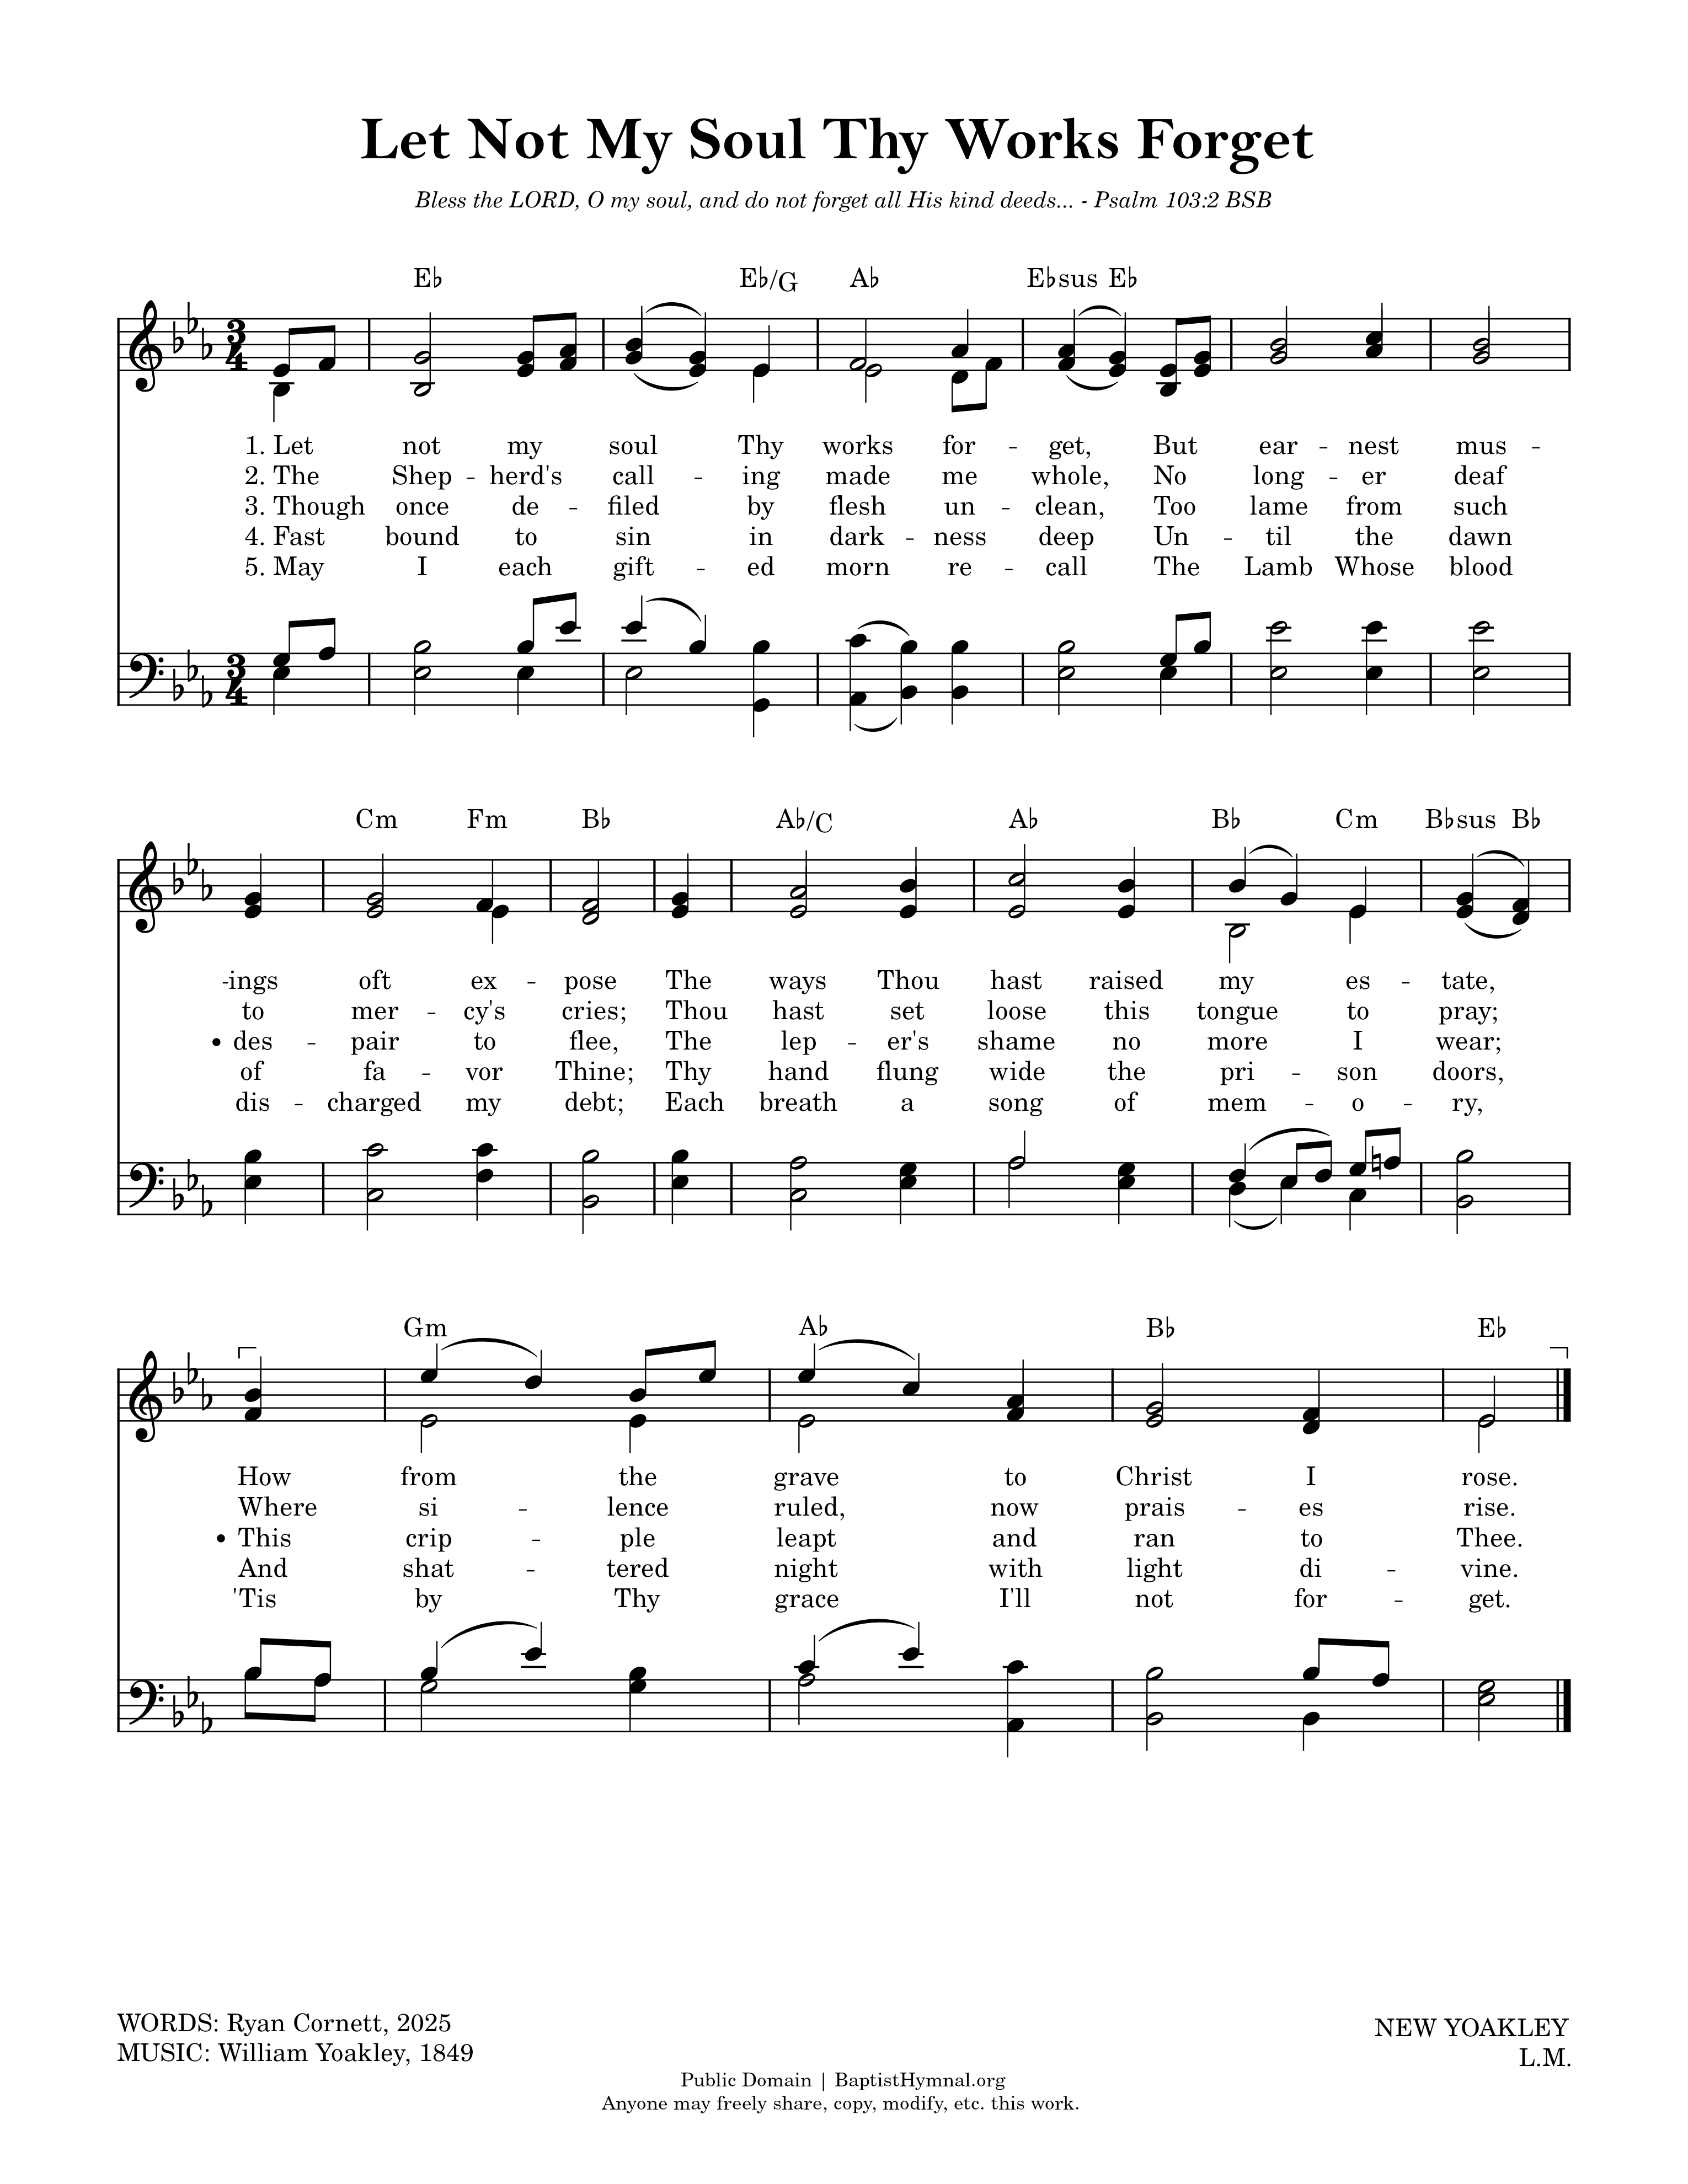 Let Not My Soul Thy Works Forget
Bless the LORD, O my soul, and do not forget all His kind deeds... - Psalm 103:2 BSB
E♭ E♭/G A♭ E♭sus E♭
1. Let not my soul Thy works for - get, But ear - nest mus -
2. The Shep - herd's call - ing made me whole, No long - er deaf
3. Though once de - filed by flesh un - clean, Too lame from such
4. Fast bound to sin in dark - ness deep Un - til the dawn
5. May I each gift - ed morn re - call The Lamb Whose blood
Cm Fm B♭ A♭/C A♭ B♭ Cm B♭sus B♭
-ings oft ex - pose The ways Thou hast raised my es - tate,
to mer - cy's cries; Thou hast set loose this tongue to pray;
• des - pair to flee, The lep - er's shame no more I wear;
of fa - vor Thine; Thy hand flung wide the pri - son doors,
dis - charged my debt; Each breath a song of mem - o - ry,
Gm A♭ B♭ E♭
How from the grave to Christ I rose.
Where si - lence ruled, now prais - es rise.
• This crip - ple leapt and ran to Thee.
And shat - tered night with light di - vine.
'Tis by Thy grace I'll not for - get.
WORDS: Ryan Cornett, 2025
MUSIC: William Yoakley, 1849
NEW YOAKLEY
L.M.
Public Domain | BaptistHymnal.org
Anyone may freely share, copy, modify, etc. this work.